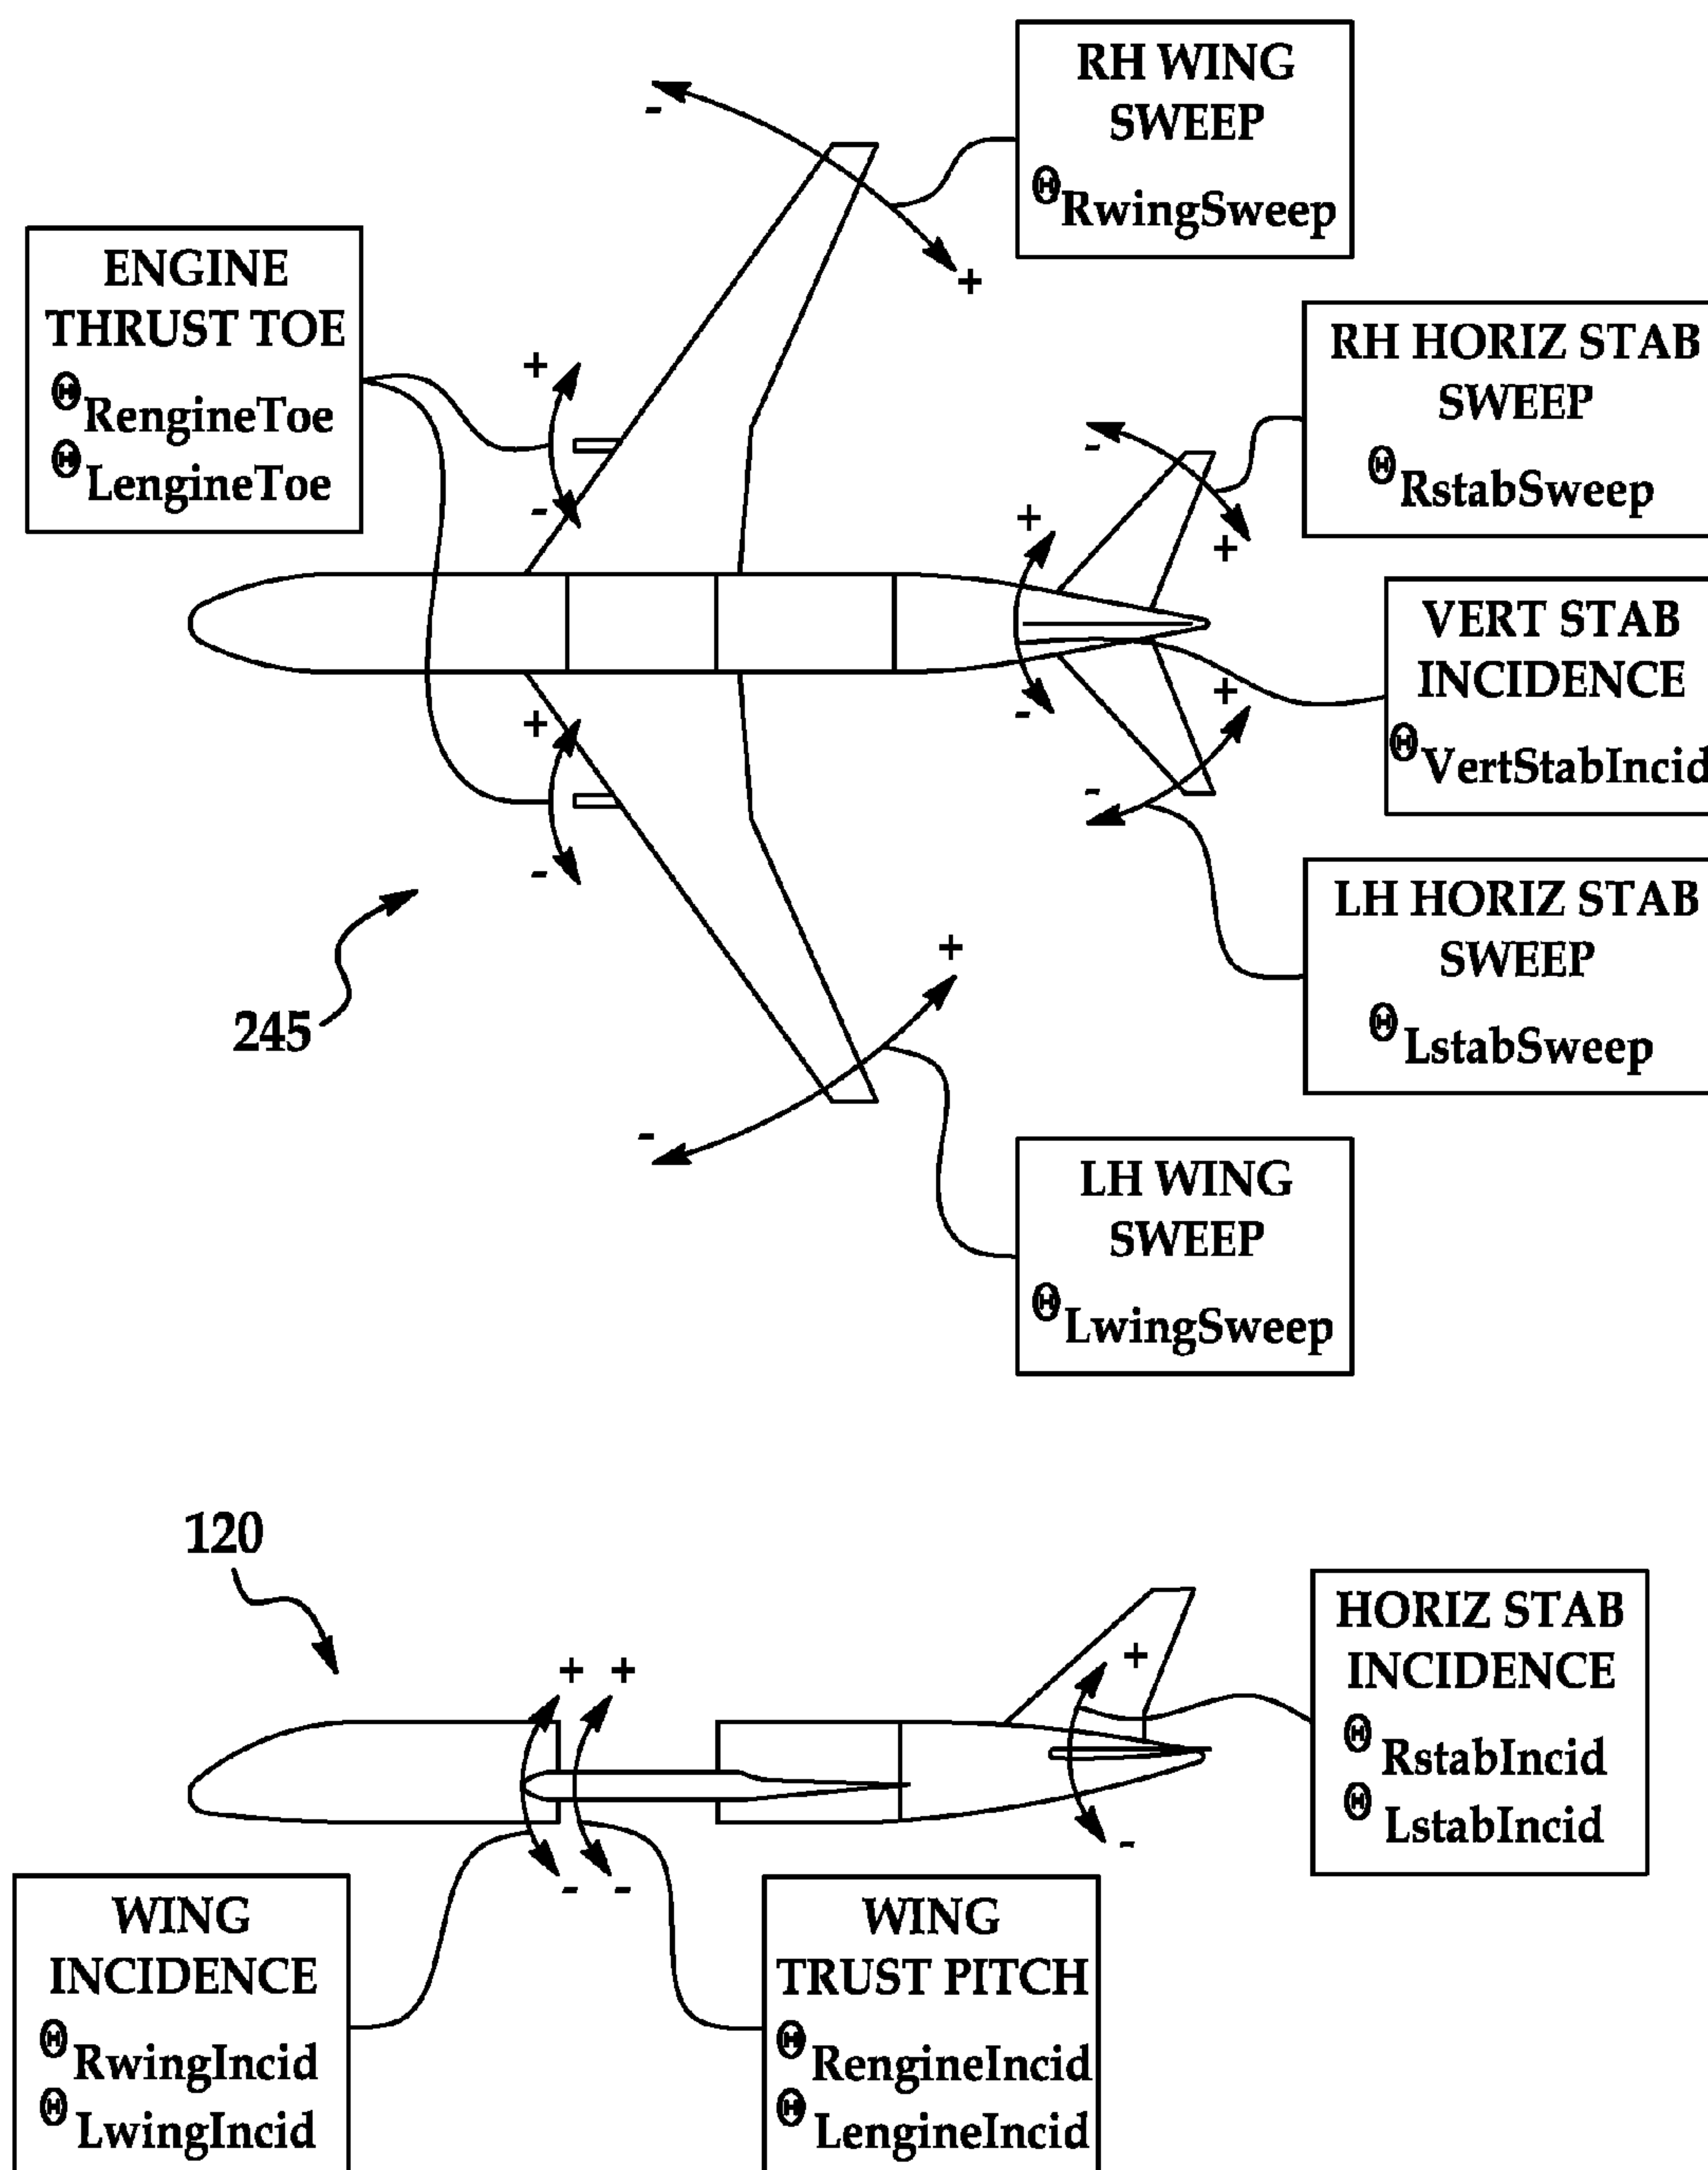 RH WING
SWEEP
ΘRwingSweep
-
+
ENGINE
THRUST TOE
ΘRengineToe
ΘLengineToe
+
-
RH HORIZ STAB
SWEEP
ΘRstabSweep
-
+
+
-
VERT STAB
INCIDENCE
ΘVertStabIncid
+
-
+
-
LH HORIZ STAB
SWEEP
ΘLstabSweep
245
+
-
LH WING
SWEEP
ΘLwingSweep
120
+ +
- -
+
-
HORIZ STAB
INCIDENCE
ΘRstabIncid
ΘLstabIncid
WING
INCIDENCE
ΘRwingIncid
ΘLwingIncid
WING
TRUST PITCH
ΘRengineIncid
ΘLengineIncid